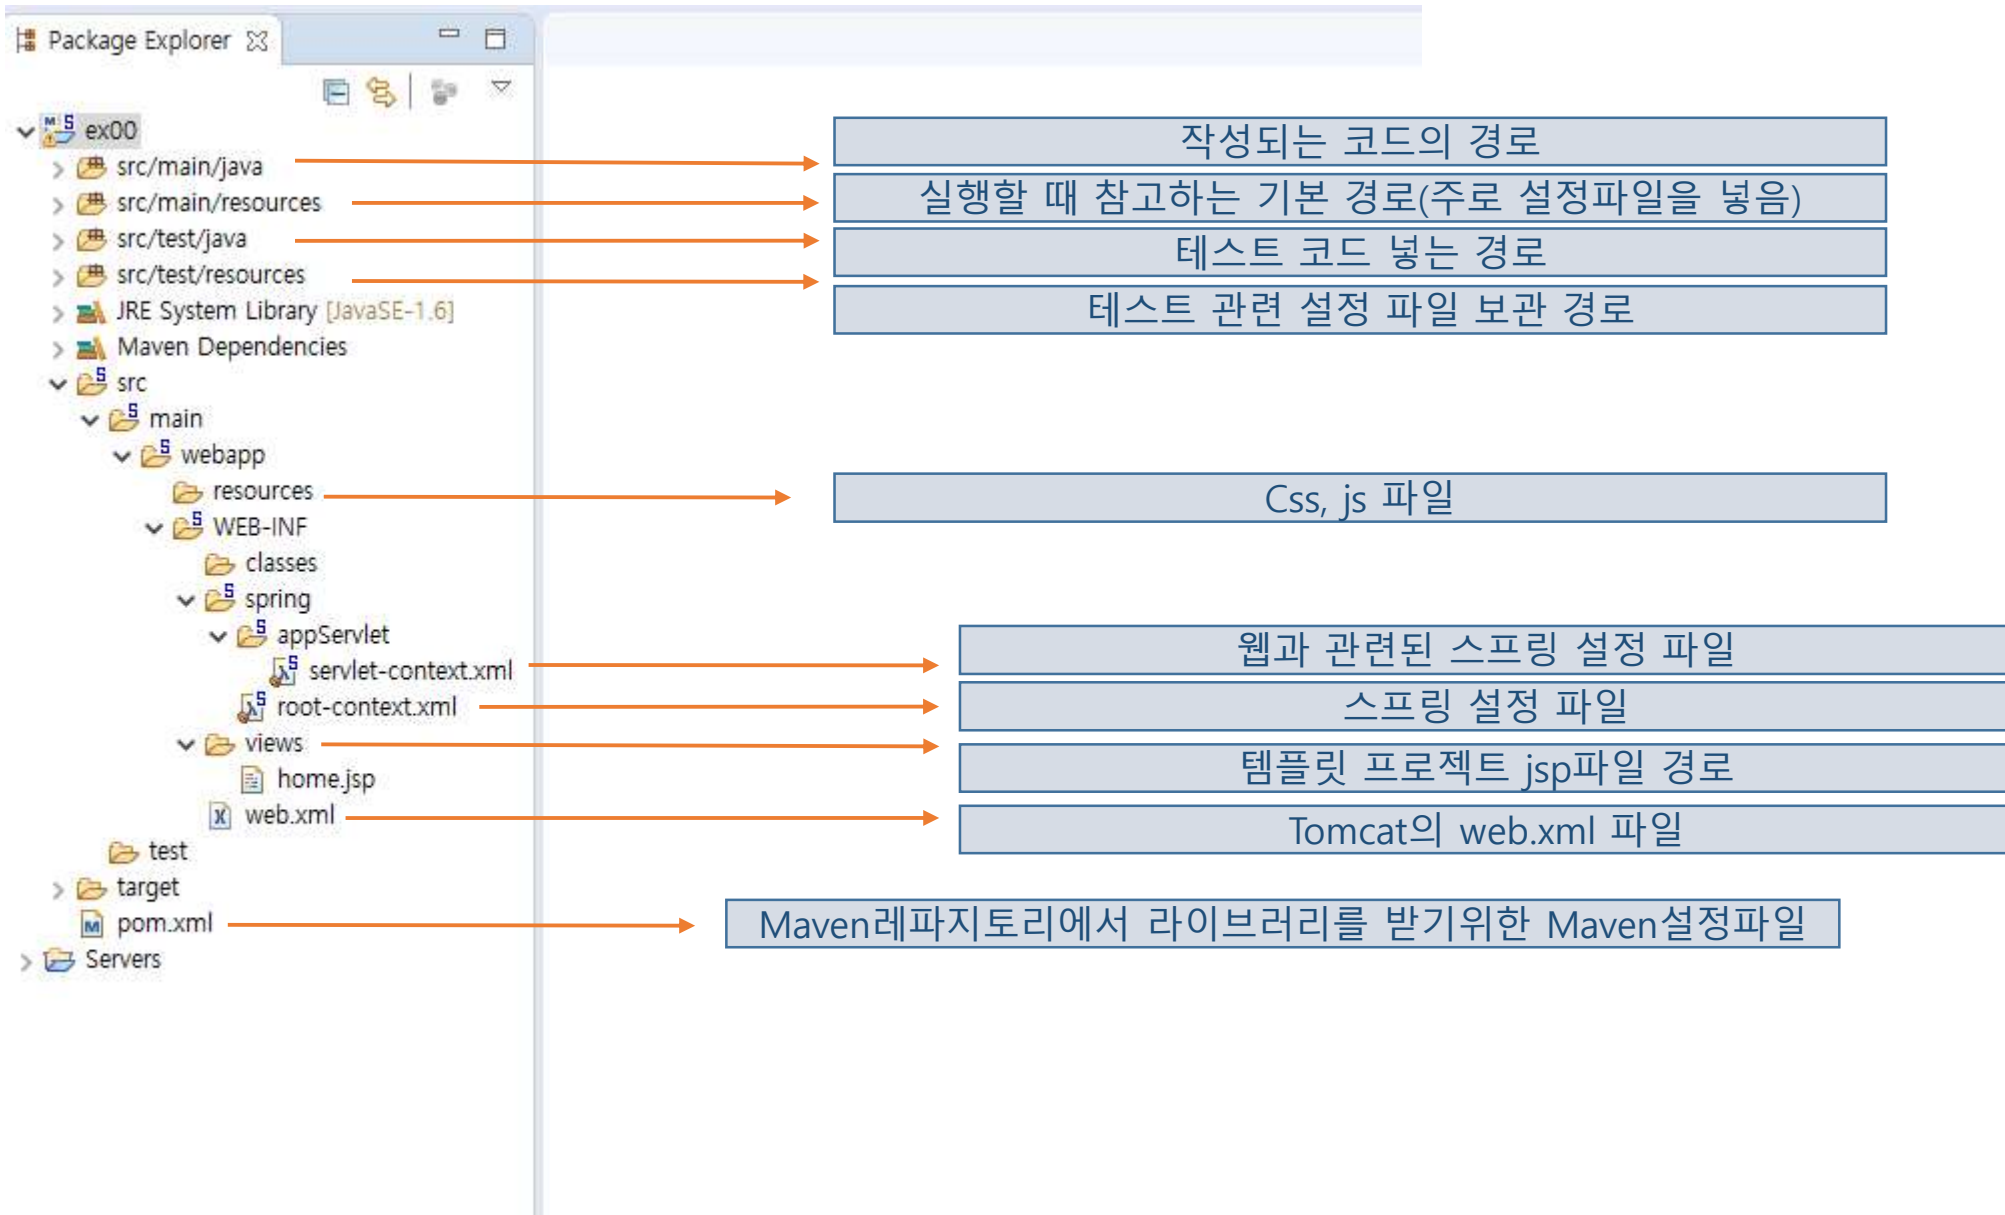 Package Explorer
ex00
src/main/java
작성되는 코드의 경로
src/main/resources
실행할 때 참고하는 기본 경로(주로 설정파일을 넣음)
src/test/java
테스트 코드 넣는 경로
src/test/resources
테스트 관련 설정 파일 보관 경로
JRE System Library [JavaSE-1.6]
Maven Dependencies
src
main
webapp
resources
Css, js 파일
WEB-INF
classes
spring
appServlet
servlet-context.xml
웹과 관련된 스프링 설정 파일
root-context.xml
스프링 설정 파일
views
템플릿 프로젝트 jsp파일 경로
home.jsp
web.xml
Tomcat의 web.xml 파일
test
target
pom.xml
Maven레파지토리에서 라이브러리를 받기위한 Maven설정파일
Servers